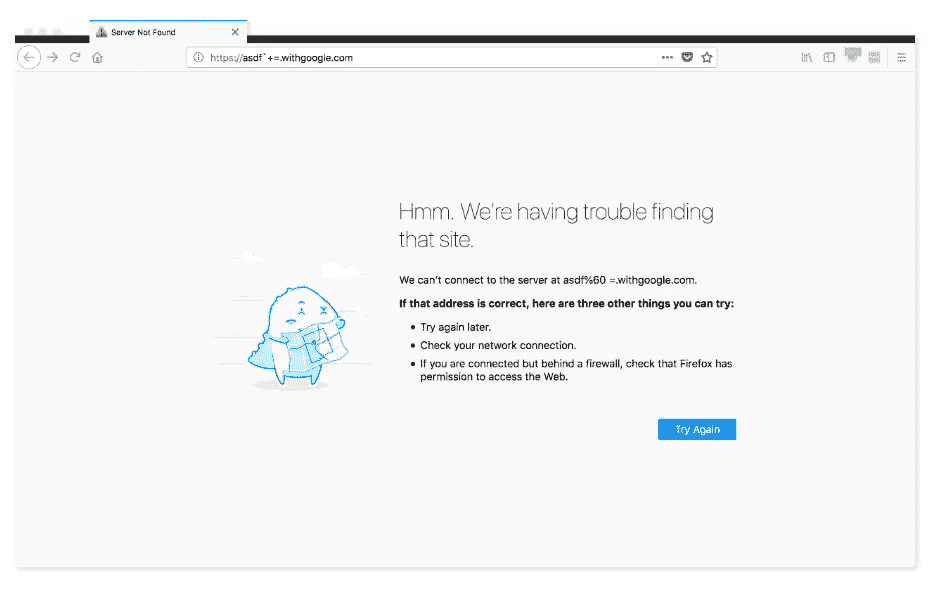 Server Not Found
https://asdf`+=.withgoogle.com
Hmm. We're having trouble finding
that site.
We can't connect to the server at asdf%60 =.withgoogle.com.
If that address is correct, here are three other things you can try:
Try again later.
Check your network connection.
If you are connected but behind a firewall, check that Firefox has
permission to access the Web.
Try Again